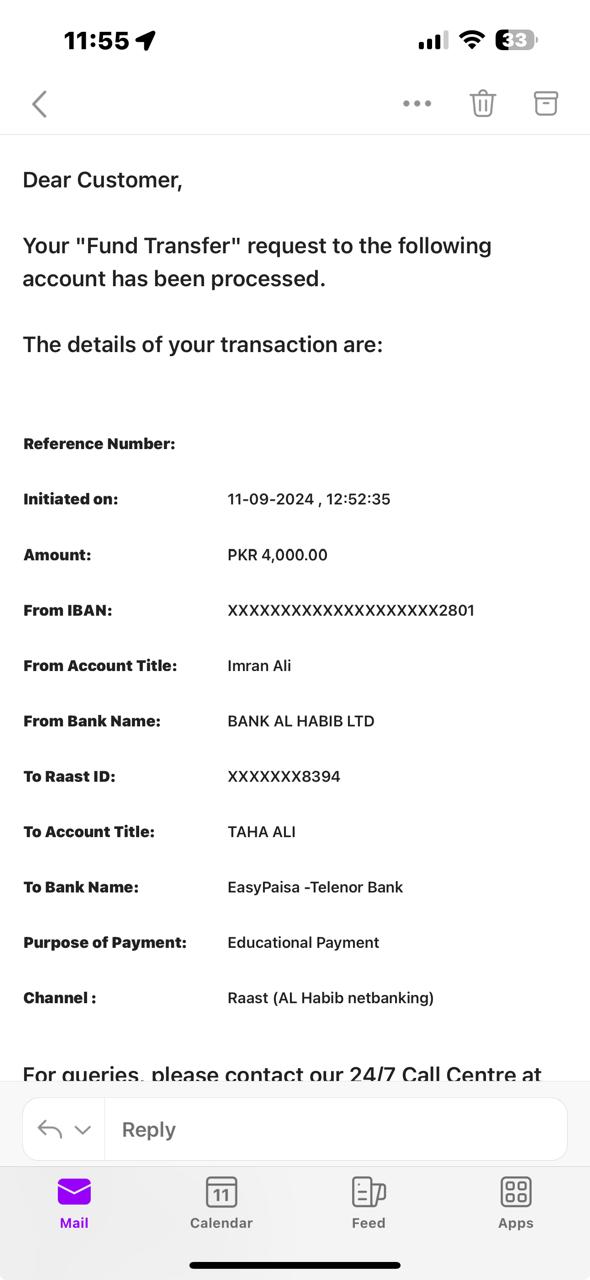 11:55
33
Dear Customer,
Your "Fund Transfer" request to the following
account has been processed.
The details of your transaction are:
Reference Number:
Initiated on: 11-09-2024 , 12:52:35
Amount: PKR 4,000.00
From IBAN: XXXXXXXXXXXXXXXXXXXX2801
From Account Title: Imran Ali
From Bank Name: BANK AL HABIB LTD
To Raast ID: XXXXXXX8394
To Account Title: TAHA ALI
To Bank Name: EasyPaisa -Telenor Bank
Purpose of Payment: Educational Payment
Channel : Raast (AL Habib netbanking)
For queries, please contact our 24/7 Call Centre at
Reply
11
Mail Calendar Feed Apps